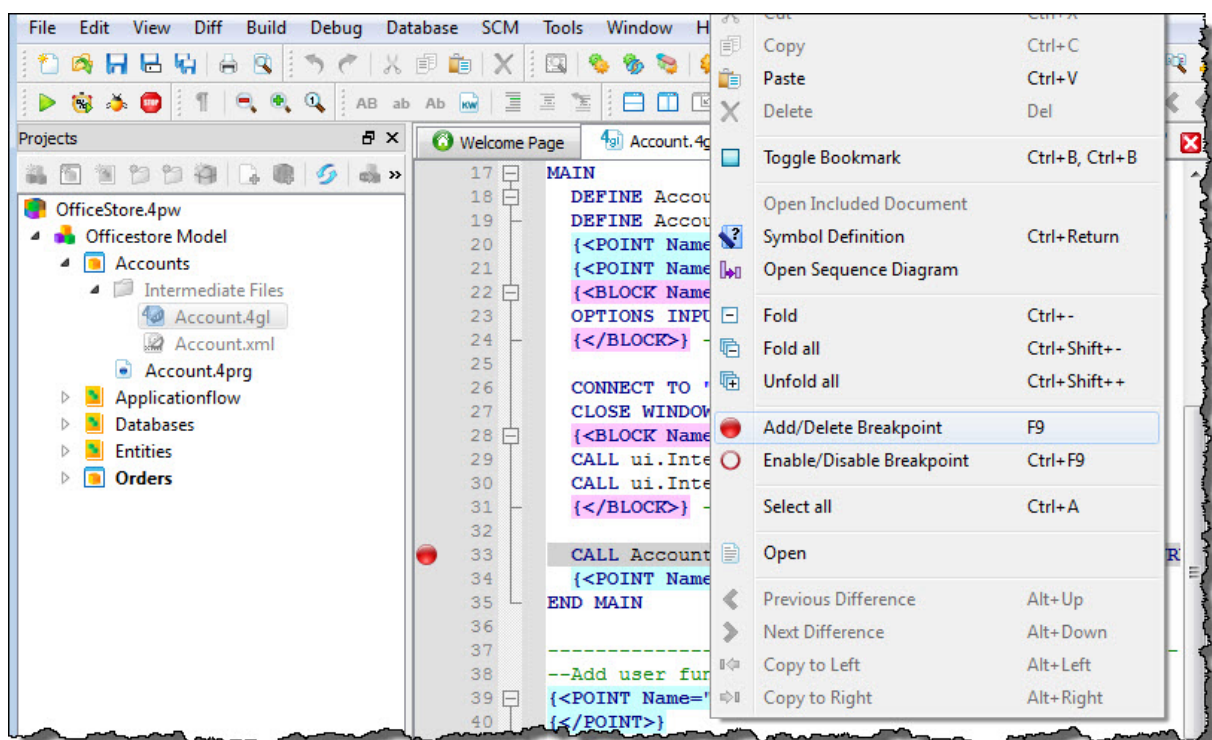 File Edit View Diff Build Debug Database SCM Tools Window H
AB ab Ab KW
Projects
Welcome Page
4gl Account.4g
OfficeStore.4pw
Officestore Model
Accounts
Intermediate Files
Account.4gl
Account.xml
Account.4prg
Applicationflow
Databases
Entities
Orders
17 MAIN
18 DEFINE Accou
19 DEFINE Accou
20 {<POINT Name
21 {<POINT Name
22 {<BLOCK Name
23 OPTIONS INPU
24 {</BLOCK>} -
25
26 CONNECT TO "
27 CLOSE WINDOW
28 {<BLOCK Name
29 CALL ui.Inte
30 CALL ui.Inte
31 {</BLOCK>} -
32
33 CALL Account
34 {<POINT Name
35 END MAIN
36
37 --------------
38 --Add user fun
39 {<POINT Name="
40 {</POINT>}
Cut Ctrl+X
Copy Ctrl+C
Paste Ctrl+V
Delete Del
Toggle Bookmark Ctrl+B, Ctrl+B
Open Included Document
Symbol Definition Ctrl+Return
Open Sequence Diagram
Fold Ctrl+-
Fold all Ctrl+Shift+-
Unfold all Ctrl+Shift++
Add/Delete Breakpoint F9
Enable/Disable Breakpoint Ctrl+F9
Select all Ctrl+A
Open
Previous Difference Alt+Up
Next Difference Alt+Down
Copy to Left Alt+Left
Copy to Right Alt+Right